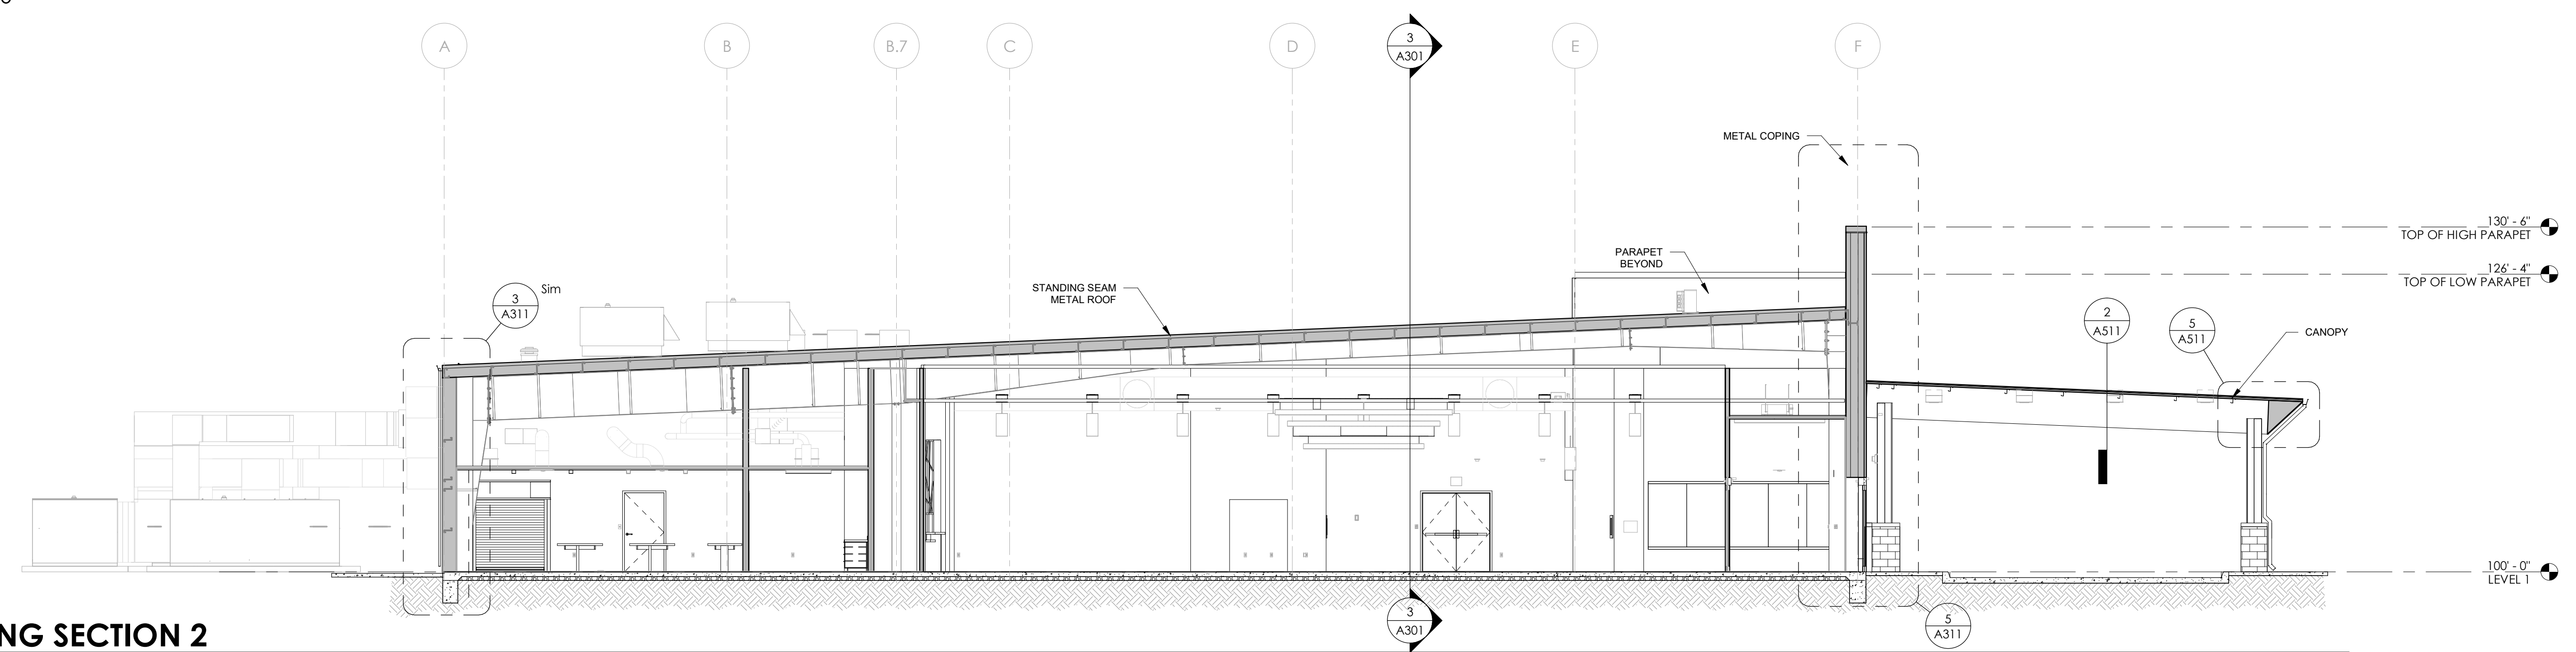 A
B
B.7
C
D
3
A301
E
F
METAL COPING
130' - 6"
TOP OF HIGH PARAPET
PARAPET
BEYOND
126' - 4"
TOP OF LOW PARAPET
STANDING SEAM
METAL ROOF
3
A311
Sim
2
A511
5
A511
CANOPY
100' - 0"
LEVEL 1
3
A301
5
A311
NG SECTION 2